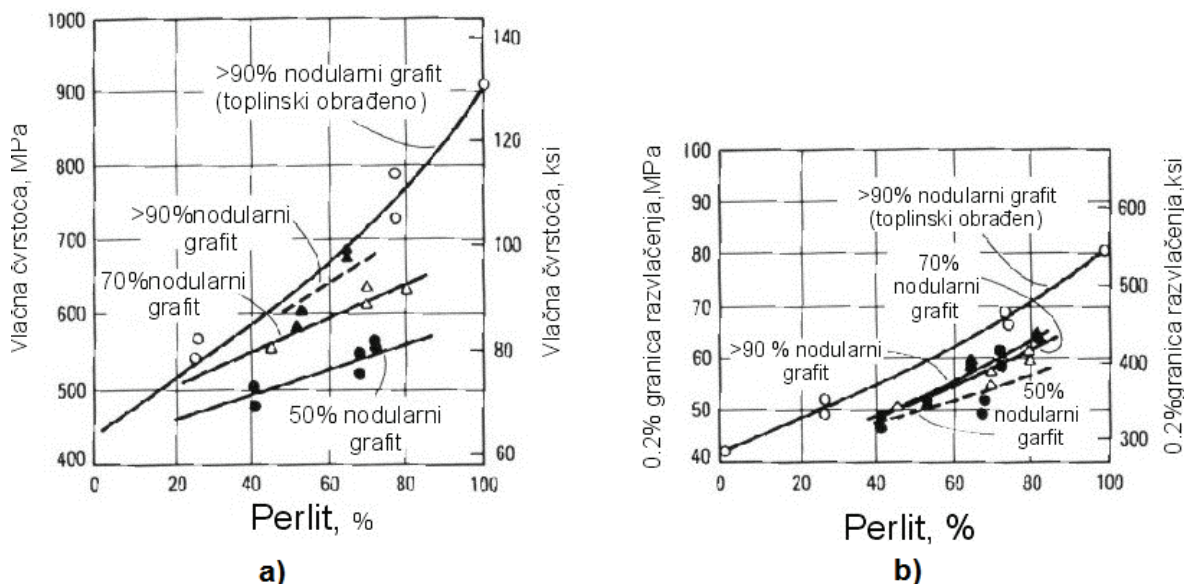 1000
900
800
700
600
500
400
Vlačna čvrstoća, MPa
>90% nodularni grafit
(toplinski obrađeno)
>90%nodularni
grafit
70%nodularni
grafit
50% nodularni
grafit
140
120
100
80
60
Vlačna čvrstoća, ksi
0 20 40 60 80 100
Perlit, %
a)
100
90
80
70
60
50
40
0.2% granica razvlačenja,MPa
>90% nodularni grafit
(toplinski obrađen)
70%
nodularni
grafit
>90 % nodularni
grafit
50%
nodularni
garfit
600
500
400
300
0.2%granica razvlačenja,ksi
0 20 40 60 80 100
Perlit, %
b)